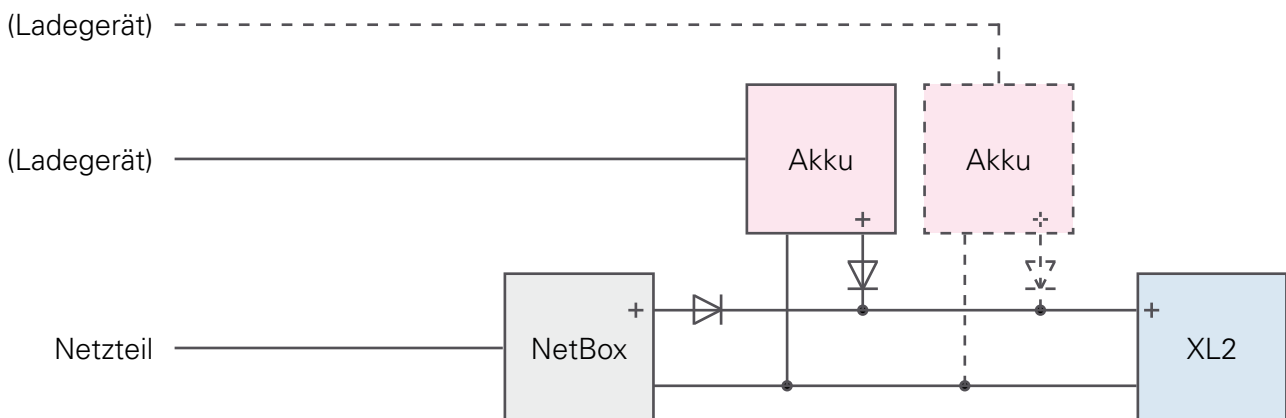 (Ladegerät)
(Ladegerät)
Akku
Akku
+
+
+
+
Netzteil
NetBox
XL2